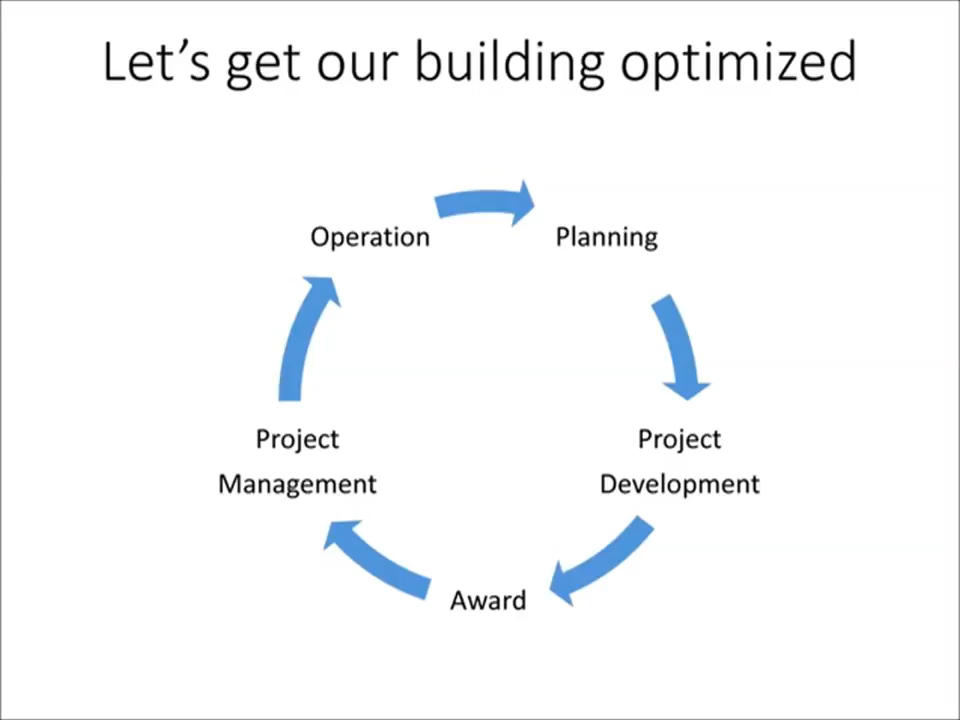 Let's get our building optimized
Operation
Planning
Project
Development
Award
Project
Management